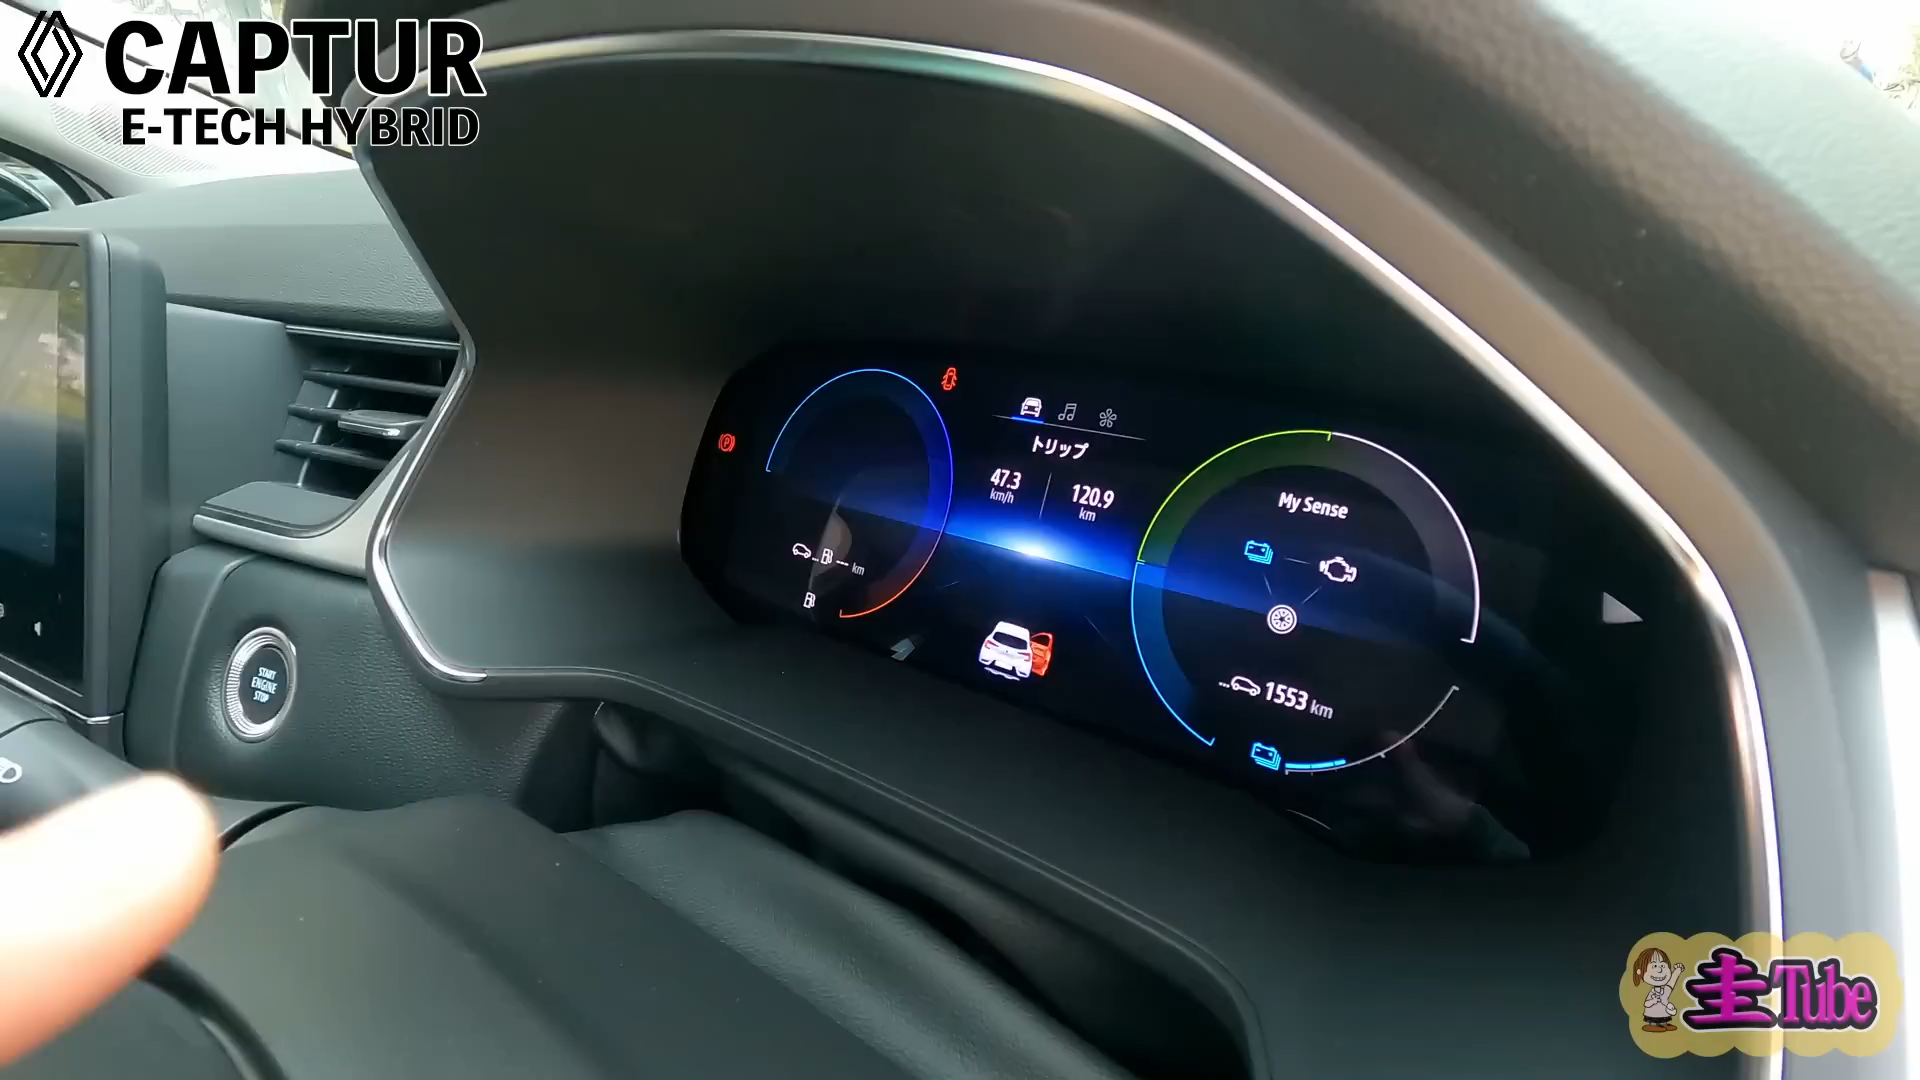 CAPTUR
E-TECH HYBRID
トリップ
47.3
km/h
120.9
km
--- km
My Sense
...1553 km
START
ENGINE
STOP
圭Tube